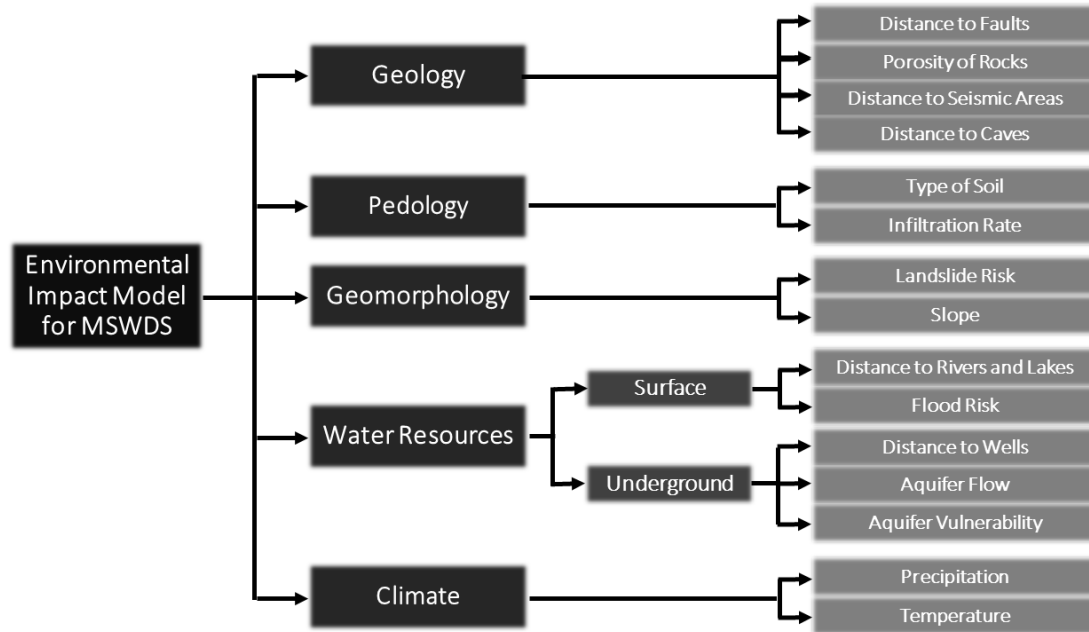 Environmental
Impact Model
for MSWDS
Geology
Distance to Faults
Porosity of Rocks
Distance to Seismic Areas
Distance to Caves
Pedology
Type of Soil
Infiltration Rate
Geomorphology
Landslide Risk
Slope
Water Resources
Surface
Distance to Rivers and Lakes
Flood Risk
Underground
Distance to Wells
Aquifer Flow
Aquifer Vulnerability
Climate
Precipitation
Temperature